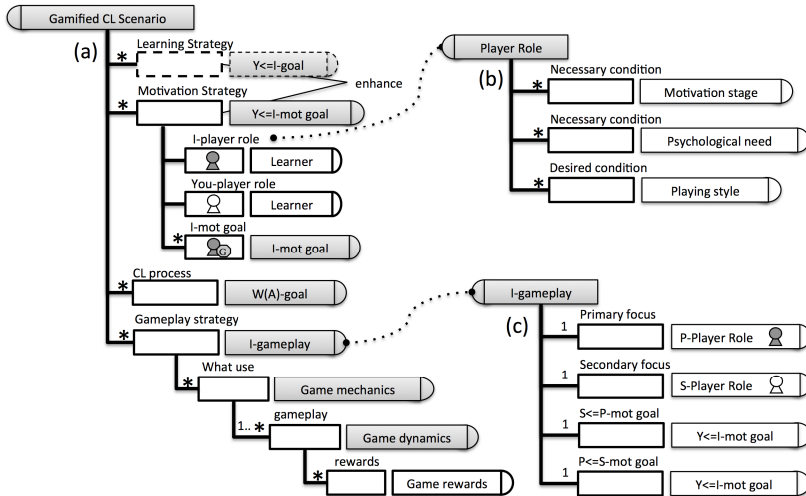 Gamified CL Scenario
(a)
*
Learning Strategy
Y<=I-goal
enhance
*
Motivation Strategy
Y<=I-mot goal
I-player role
Learner
You-player role
Learner
I-mot goal
*
G
I-mot goal
CL process
*
W(A)-goal
Gameplay strategy
*
I-gameplay
What use
*
Game mechanics
gameplay
1.. *
Game dynamics
rewards
*
Game rewards
Player Role
(b)
Necessary condition
*
Motivation stage
Necessary condition
*
Psychological need
Desired condition
*
Playing style
I-gameplay
(c)
Primary focus
1
P-Player Role
Secondary focus
1
S-Player Role
S<=P-mot goal
1
Y<=I-mot goal
P<=S-mot goal
1
Y<=I-mot goal